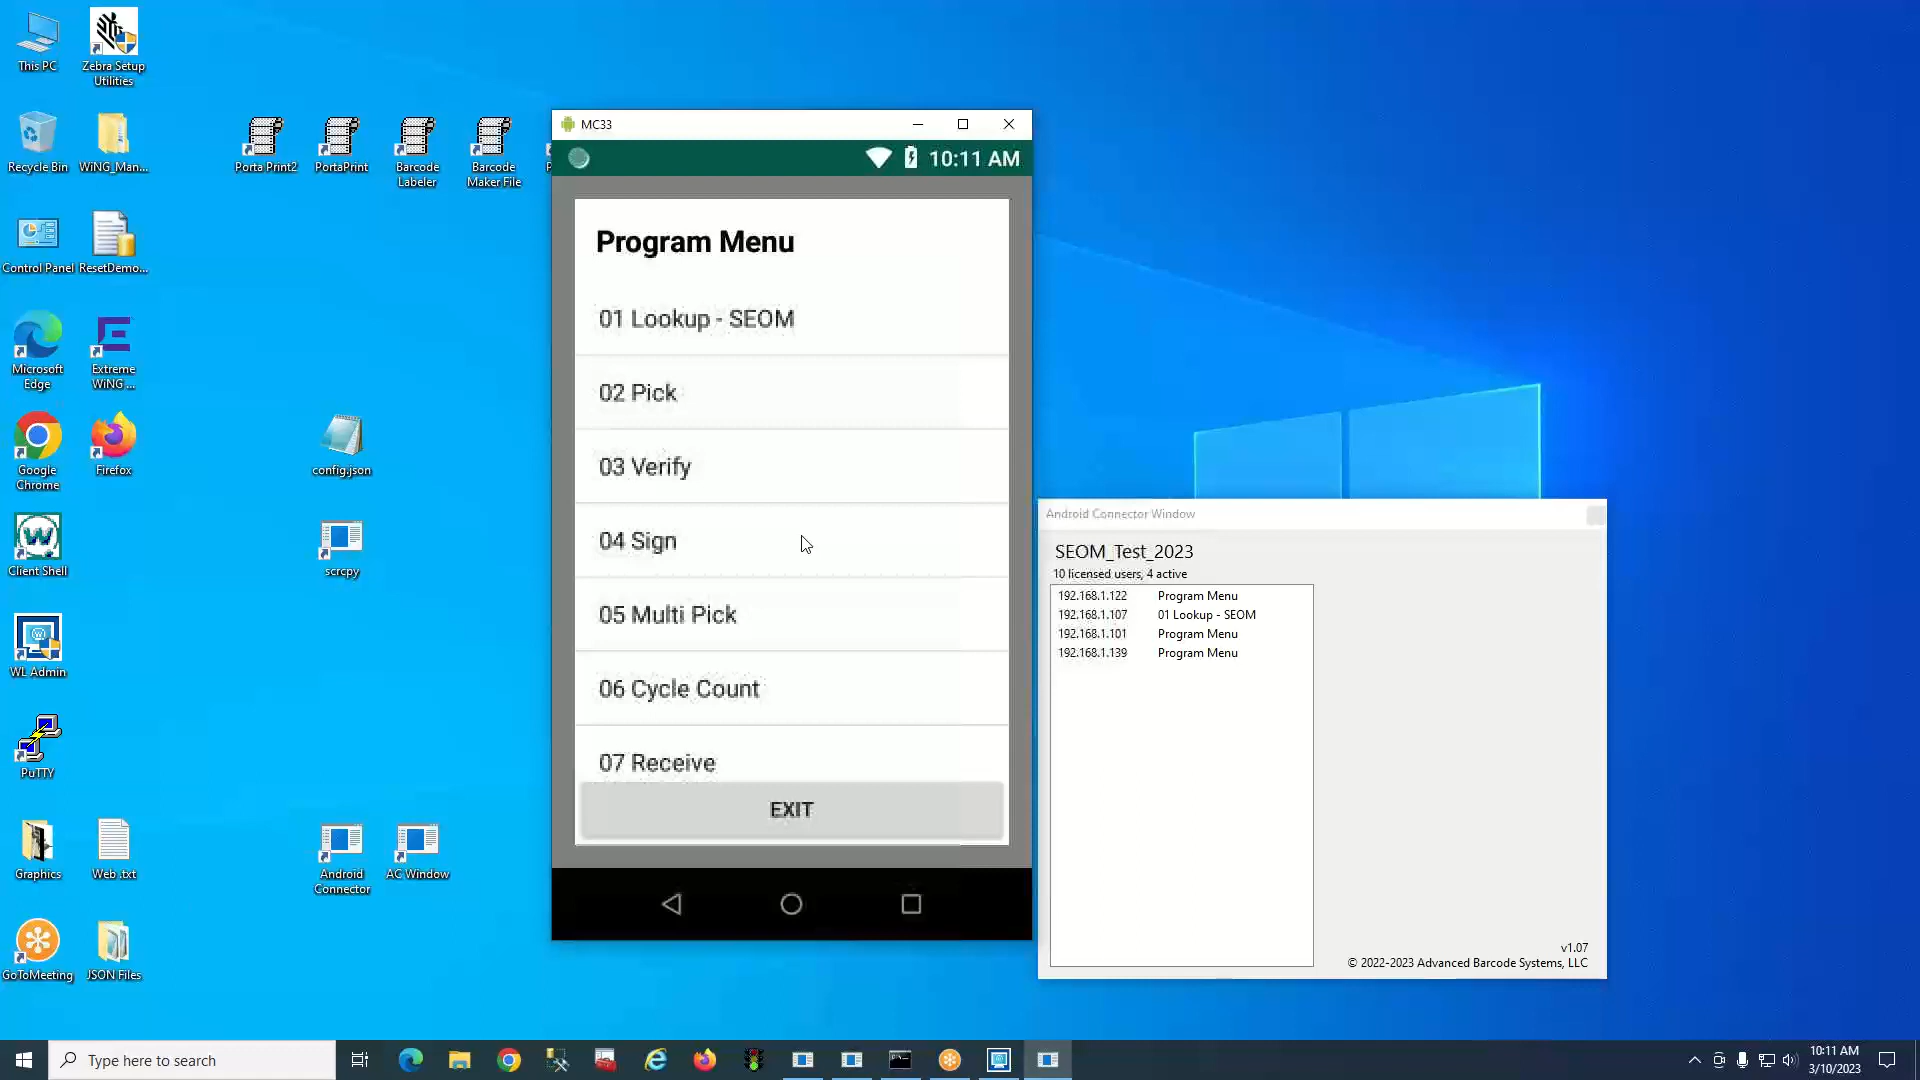 This PC
Zebra Setup
Utilities
Recycle Bin
WiNG_Man...
Porta Print2
PortaPrint
Barcode
Labeler
Barcode
Maker File
Control Panel
ResetDemo...
Microsoft
Edge
Extreme
WiNG ...
Google
Chrome
Firefox
config.json
Client Shell
scrcpy
WL Admin
PuTTY
Graphics
Web .txt
Android
Connector
AC Window
GoToMeeting
JSON Files
MC33
10:11 AM
Program Menu
01 Lookup - SEOM
02 Pick
03 Verify
04 Sign
05 Multi Pick
06 Cycle Count
07 Receive
EXIT
Android Connector Window
SEOM_Test_2023
10 licensed users, 4 active
192.168.1.122 Program Menu
192.168.1.107 01 Lookup - SEOM
192.168.1.101 Program Menu
192.168.1.139 Program Menu
v1.07
© 2022-2023 Advanced Barcode Systems, LLC
Type here to search
10:11 AM
3/10/2023